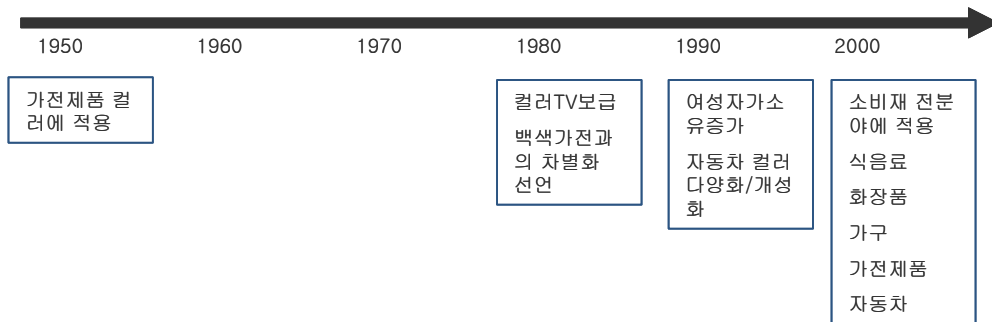 1950 1960 1970 1980 1990 2000
가전제품 컬
러에 적용
컬러TV보급
백색가전과
의 차별화
선언
여성자가소
유증가
자동차 컬러
다양화/개성
화
소비재 전분
야에 적용
식음료
화장품
가구
가전제품
자동차